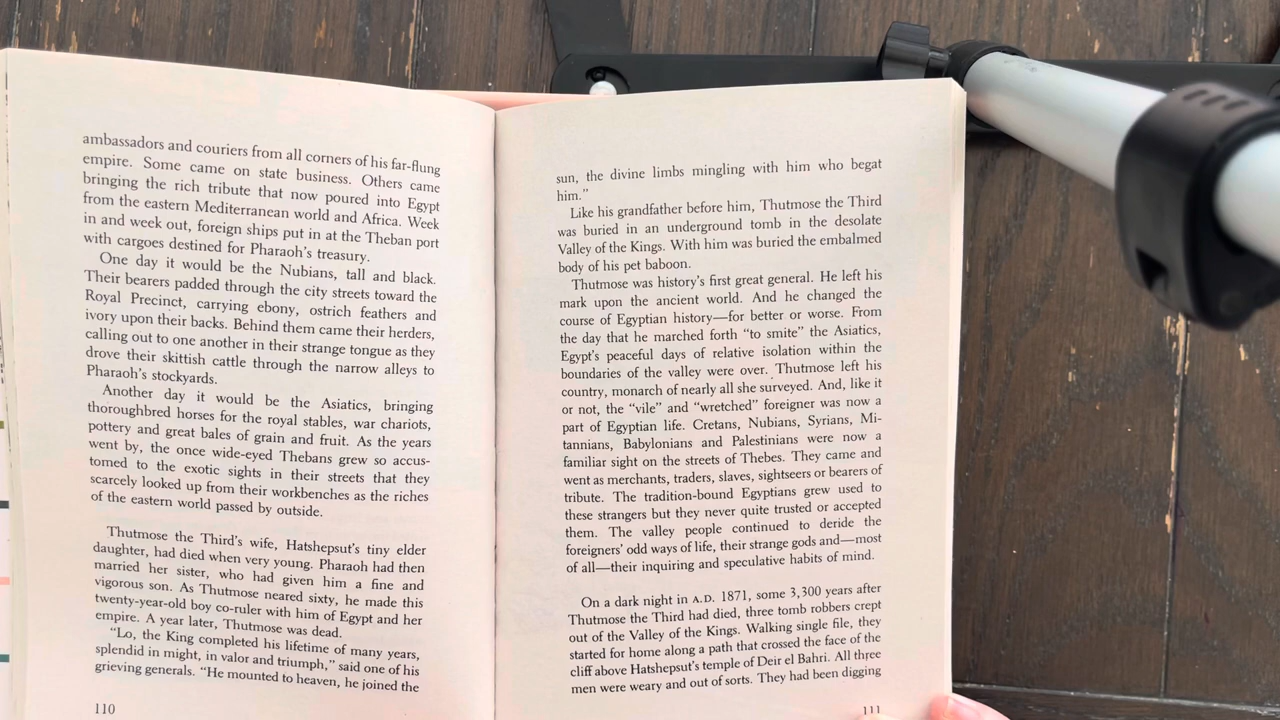 ambassadors and couriers from all corners of his far-flung
empire. Some came on state business. Others came
bringing the rich tribute that now poured into Egypt
from the eastern Mediterranean world and Africa. Week
in and week out, foreign ships put in at the Theban port
with cargoes destined for Pharaoh's treasury.
One day it would be the Nubians, tall and black.
Their bearers padded through the city streets toward the
Royal Precinct, carrying ebony, ostrich feathers and
ivory upon their backs. Behind them came their herders,
calling out to one another in their strange tongue as they
drove their skittish cattle through the narrow alleys to
Pharaoh's stockyards.
Another day it would be the Asiatics, bringing
thoroughbred horses for the royal stables, war chariots,
pottery and great bales of grain and fruit. As the years
went by, the once wide-eyed Thebans grew so accus-
tomed to the exotic sights in their streets that they
scarcely looked up from their workbenches as the riches
of the eastern world passed by outside.
Thutmose the Third's wife, Hatshepsut's tiny elder
daughter, had died when very young. Pharaoh had then
married her sister, who had given him a fine and
vigorous son. As Thutmose neared sixty, he made this
twenty-year-old boy co-ruler with him of Egypt and her
empire. A year later, Thutmose was dead.
"Lo, the King completed his lifetime of many years,
splendid in might, in valor and triumph," said one of his
grieving generals. "He mounted to heaven, he joined the
110
sun, the divine limbs mingling with him who begat
him."
Like his grandfather before him, Thutmose the Third
was buried in an underground tomb in the desolate
Valley of the Kings. With him was buried the embalmed
body of his pet baboon.
Thutmose was history's first great general. He left his
mark upon the ancient world. And he changed the
course of Egyptian history—for better or worse. From
the day that he marched forth "to smite" the Asiatics,
Egypt's peaceful days of relative isolation within the
boundaries of the valley were over. Thutmose left his
country, monarch of nearly all she surveyed. And, like it
or not, the "vile" and "wretched" foreigner was now a
part of Egyptian life. Cretans, Nubians, Syrians, Mi-
tannians, Babylonians and Palestinians were now a
familiar sight on the streets of Thebes. They came and
went as merchants, traders, slaves, sightseers or bearers of
tribute. The tradition-bound Egyptians grew used to
these strangers but they never quite trusted or accepted
them. The valley people continued to deride the
foreigners' odd ways of life, their strange gods and—most
of all—their inquiring and speculative habits of mind.
On a dark night in A.D. 1871, some 3,300 years after
Thutmose the Third had died, three tomb robbers crept
out of the Valley of the Kings. Walking single file, they
started for home along a path that crossed the face of the
cliff above Hatshepsut's temple of Deir el Bahri. All three
men were weary and out of sorts. They had been digging
111